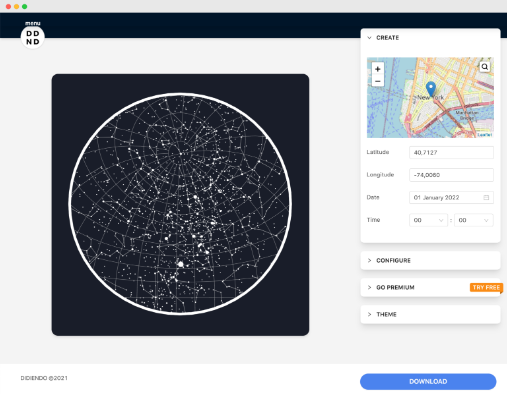 menu
DD
ND
CREATE
+
−
New York
Manhattan
Bridge
Leaflet
Latitude
40,7127
Longitude
-74,0060
Date
01 January 2022
Time
00 : 00
CONFIGURE
GO PREMIUM
TRY FREE
THEME
DIDIENDO ©2021
DOWNLOAD